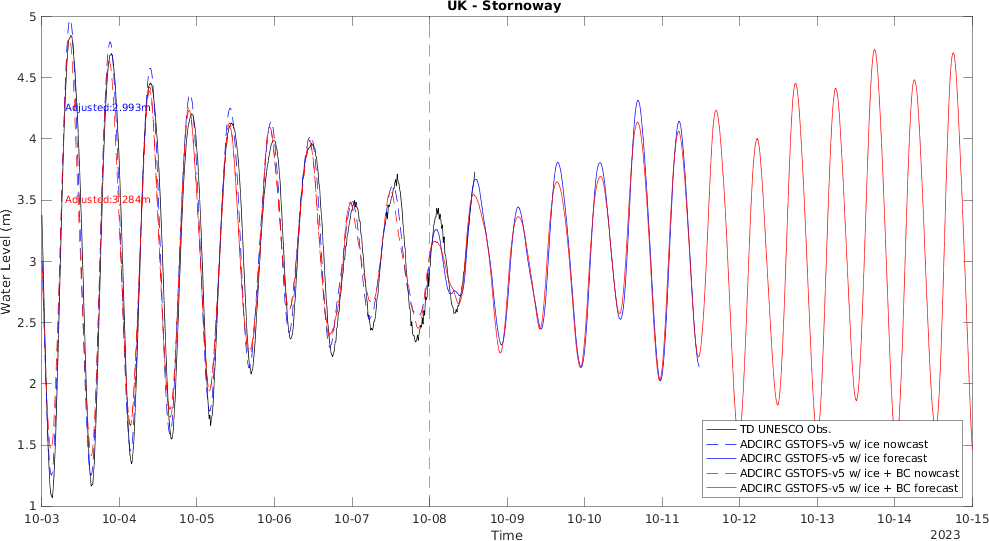 UK - Stornoway
5
4.5
4
3.5
3
2.5
2
1.5
1
Water Level (m)
Adjusted:2.993m
Adjusted:3.284m
TD UNESCO Obs.
ADCIRC GSTOFS-v5 w/ ice nowcast
ADCIRC GSTOFS-v5 w/ ice forecast
ADCIRC GSTOFS-v5 w/ ice + BC nowcast
ADCIRC GSTOFS-v5 w/ ice + BC forecast
10-03 10-04 10-05 10-06 10-07 10-08 10-09 10-10 10-11 10-12 10-13 10-14 10-15
Time
2023